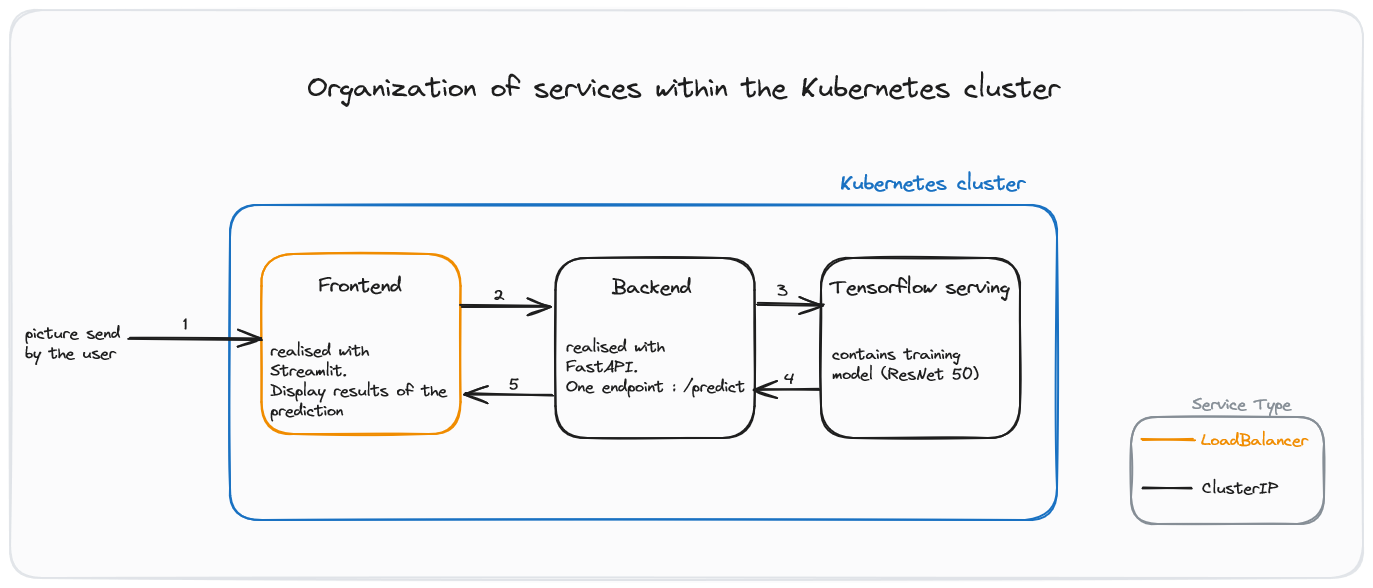 Organization of services within the Kubernetes cluster
Kubernetes cluster
picture send
by the user
1
Frontend
realised with
Streamlit.
Display results of the
prediction
2
5
Backend
realised with
FastAPI.
One endpoint : /predict
3
4
Tensorflow serving
contains training
model (ResNet 50)
Service Type
LoadBalancer
ClusterIP